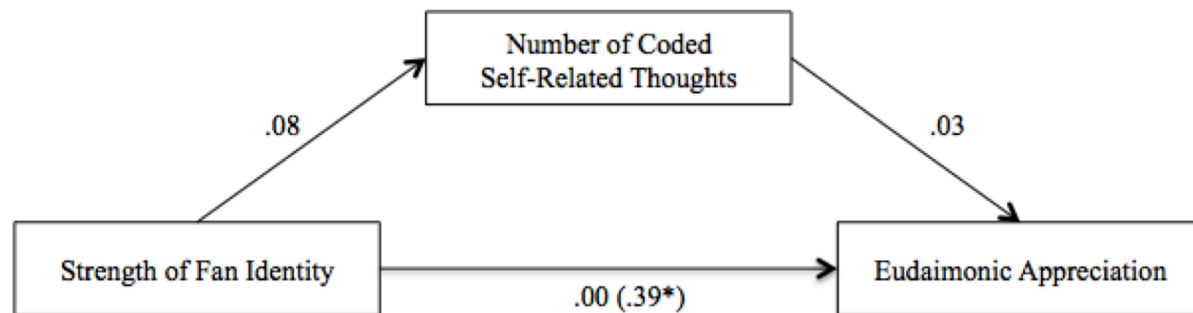 Number of Coded
Self-Related Thoughts
.08
.03
Strength of Fan Identity
Eudaimonic Appreciation
.00 (.39*)